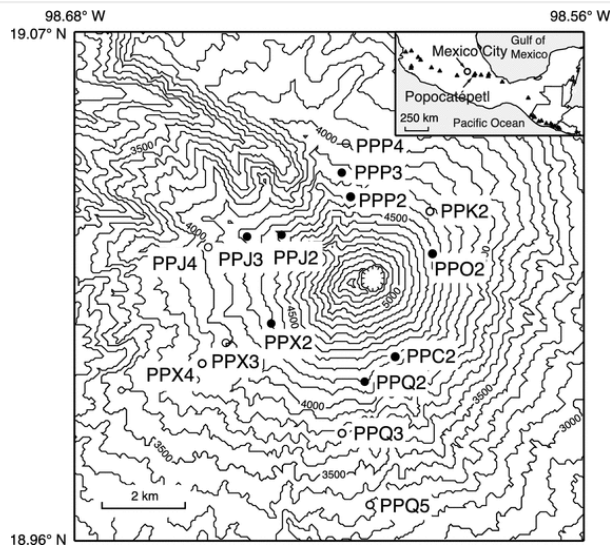 98.68° W
98.56° W
19.07° N
Gulf of
Mexico
Mexico City
Popocatépetl
250 km
Pacific Ocean
4000
PPP4
3500
PPP3
PPP2
PPK2
4500
4000
PPJ4
PPJ3
PPJ2
PPO2
5000
4500
PPX2
PPX3
PPC2
PPX4
PPQ2
4000
3500
3000
PPQ3
3500
3500
2 km
PPQ5
18.96° N